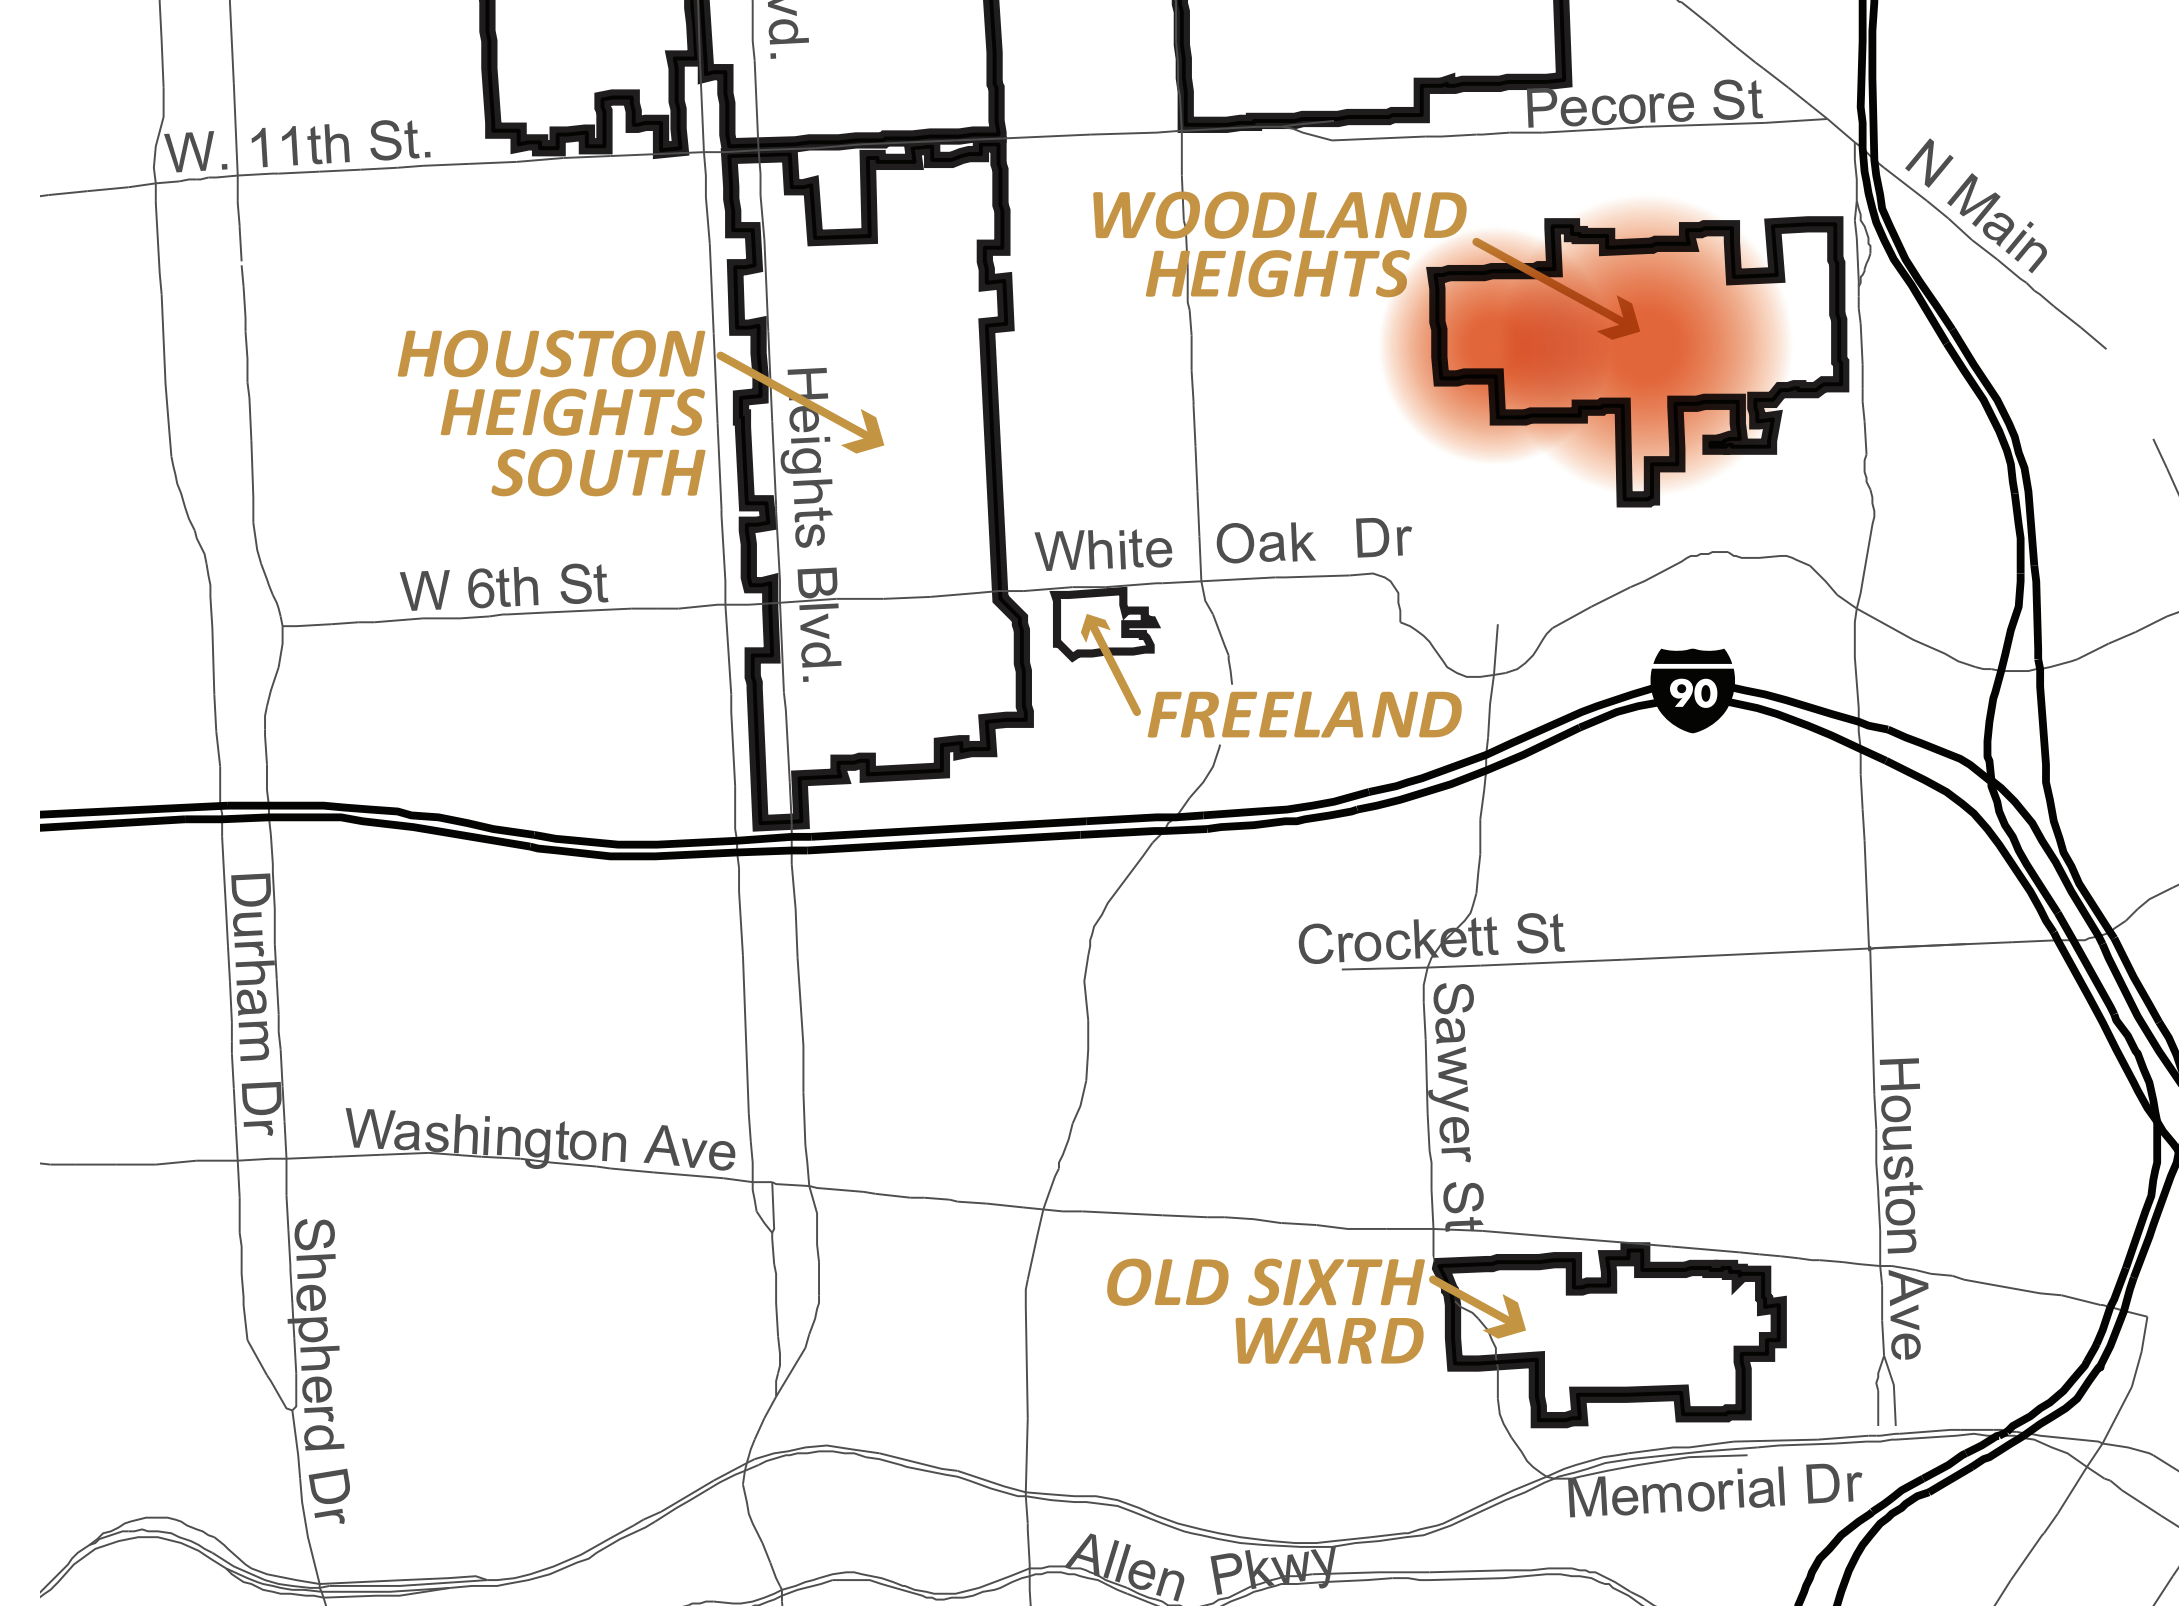 vd.
Pecore St
W. 11th St.
N Main
WOODLAND
HEIGHTS
HOUSTON
HEIGHTS
SOUTH
Heights Blvd.
White Oak Dr
W 6th St
90
FREELAND
Durham Dr
Crockett St
Sawyer St
Houston Ave
Washington Ave
Shepherd Dr
OLD SIXTH
WARD
Memorial Dr
Allen Pkwy